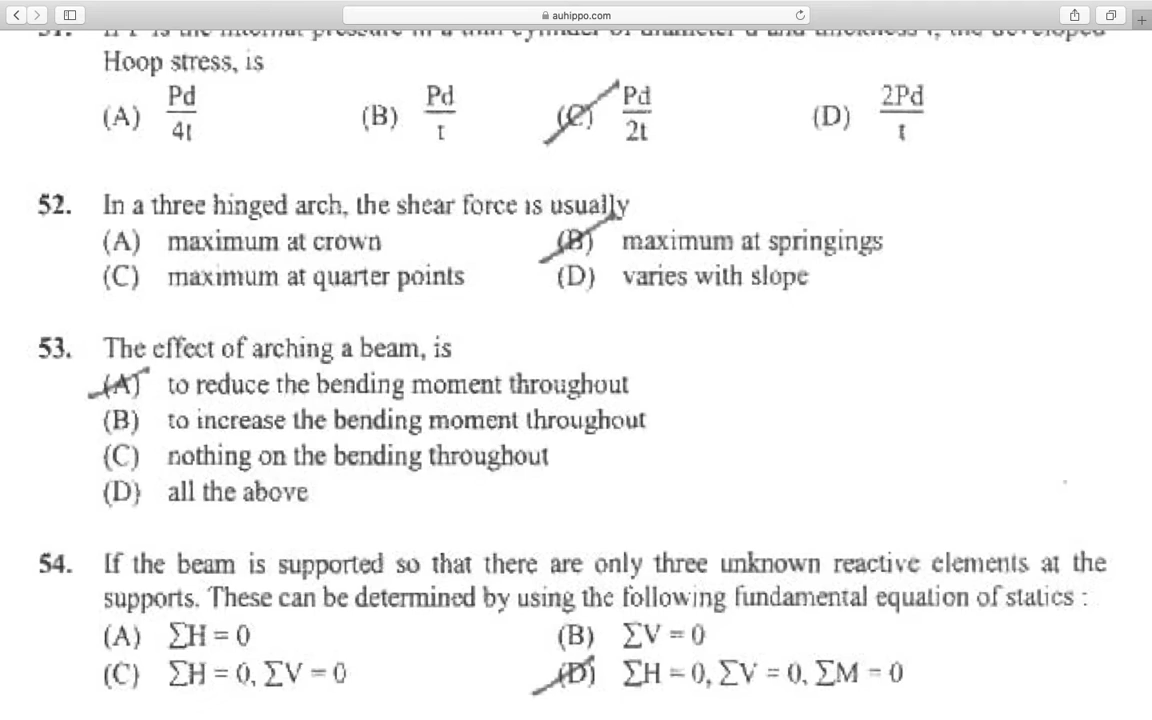 auhippo.com
Hoop stress, is
(A) Pd/4t (B) Pd/t (C) Pd/2t (D) 2Pd/t
52. In a three hinged arch, the shear force is usually
(A) maximum at crown (B) maximum at springings
(C) maximum at quarter points (D) varies with slope
53. The effect of arching a beam, is
(A) to reduce the bending moment throughout
(B) to increase the bending moment throughout
(C) nothing on the bending throughout
(D) all the above
54. If the beam is supported so that there are only three unknown reactive elements at the
supports. These can be determined by using the following fundamental equation of statics :
(A) ∑H = 0 (B) ∑V = 0
(C) ∑H = 0, ∑V = 0 (D) ∑H = 0, ∑V = 0, ∑M = 0